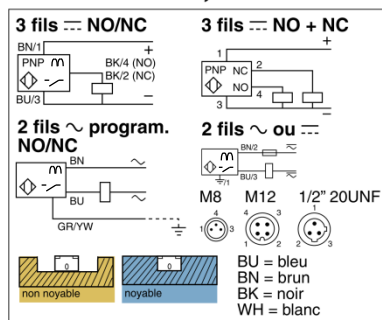 3 fils ⎓ NO/NC
BN/1
+
PNP
BK/4 (NO)
BK/2 (NC)
BU/3
−
3 fils ⎓ NO + NC
+
1
PNP NC
2
NO
4
3
−
2 fils ∼ program.
NO/NC
BN
∼
BU
∼
GR/YW
2 fils ∼ ou ⎓
BN/2
BU/3
/1
M8 M12 1/2" 20UNF
4
1 3
4 3
1 2
1
2 3
non noyable
noyable
BU = bleu
BN = brun
BK = noir
WH = blanc